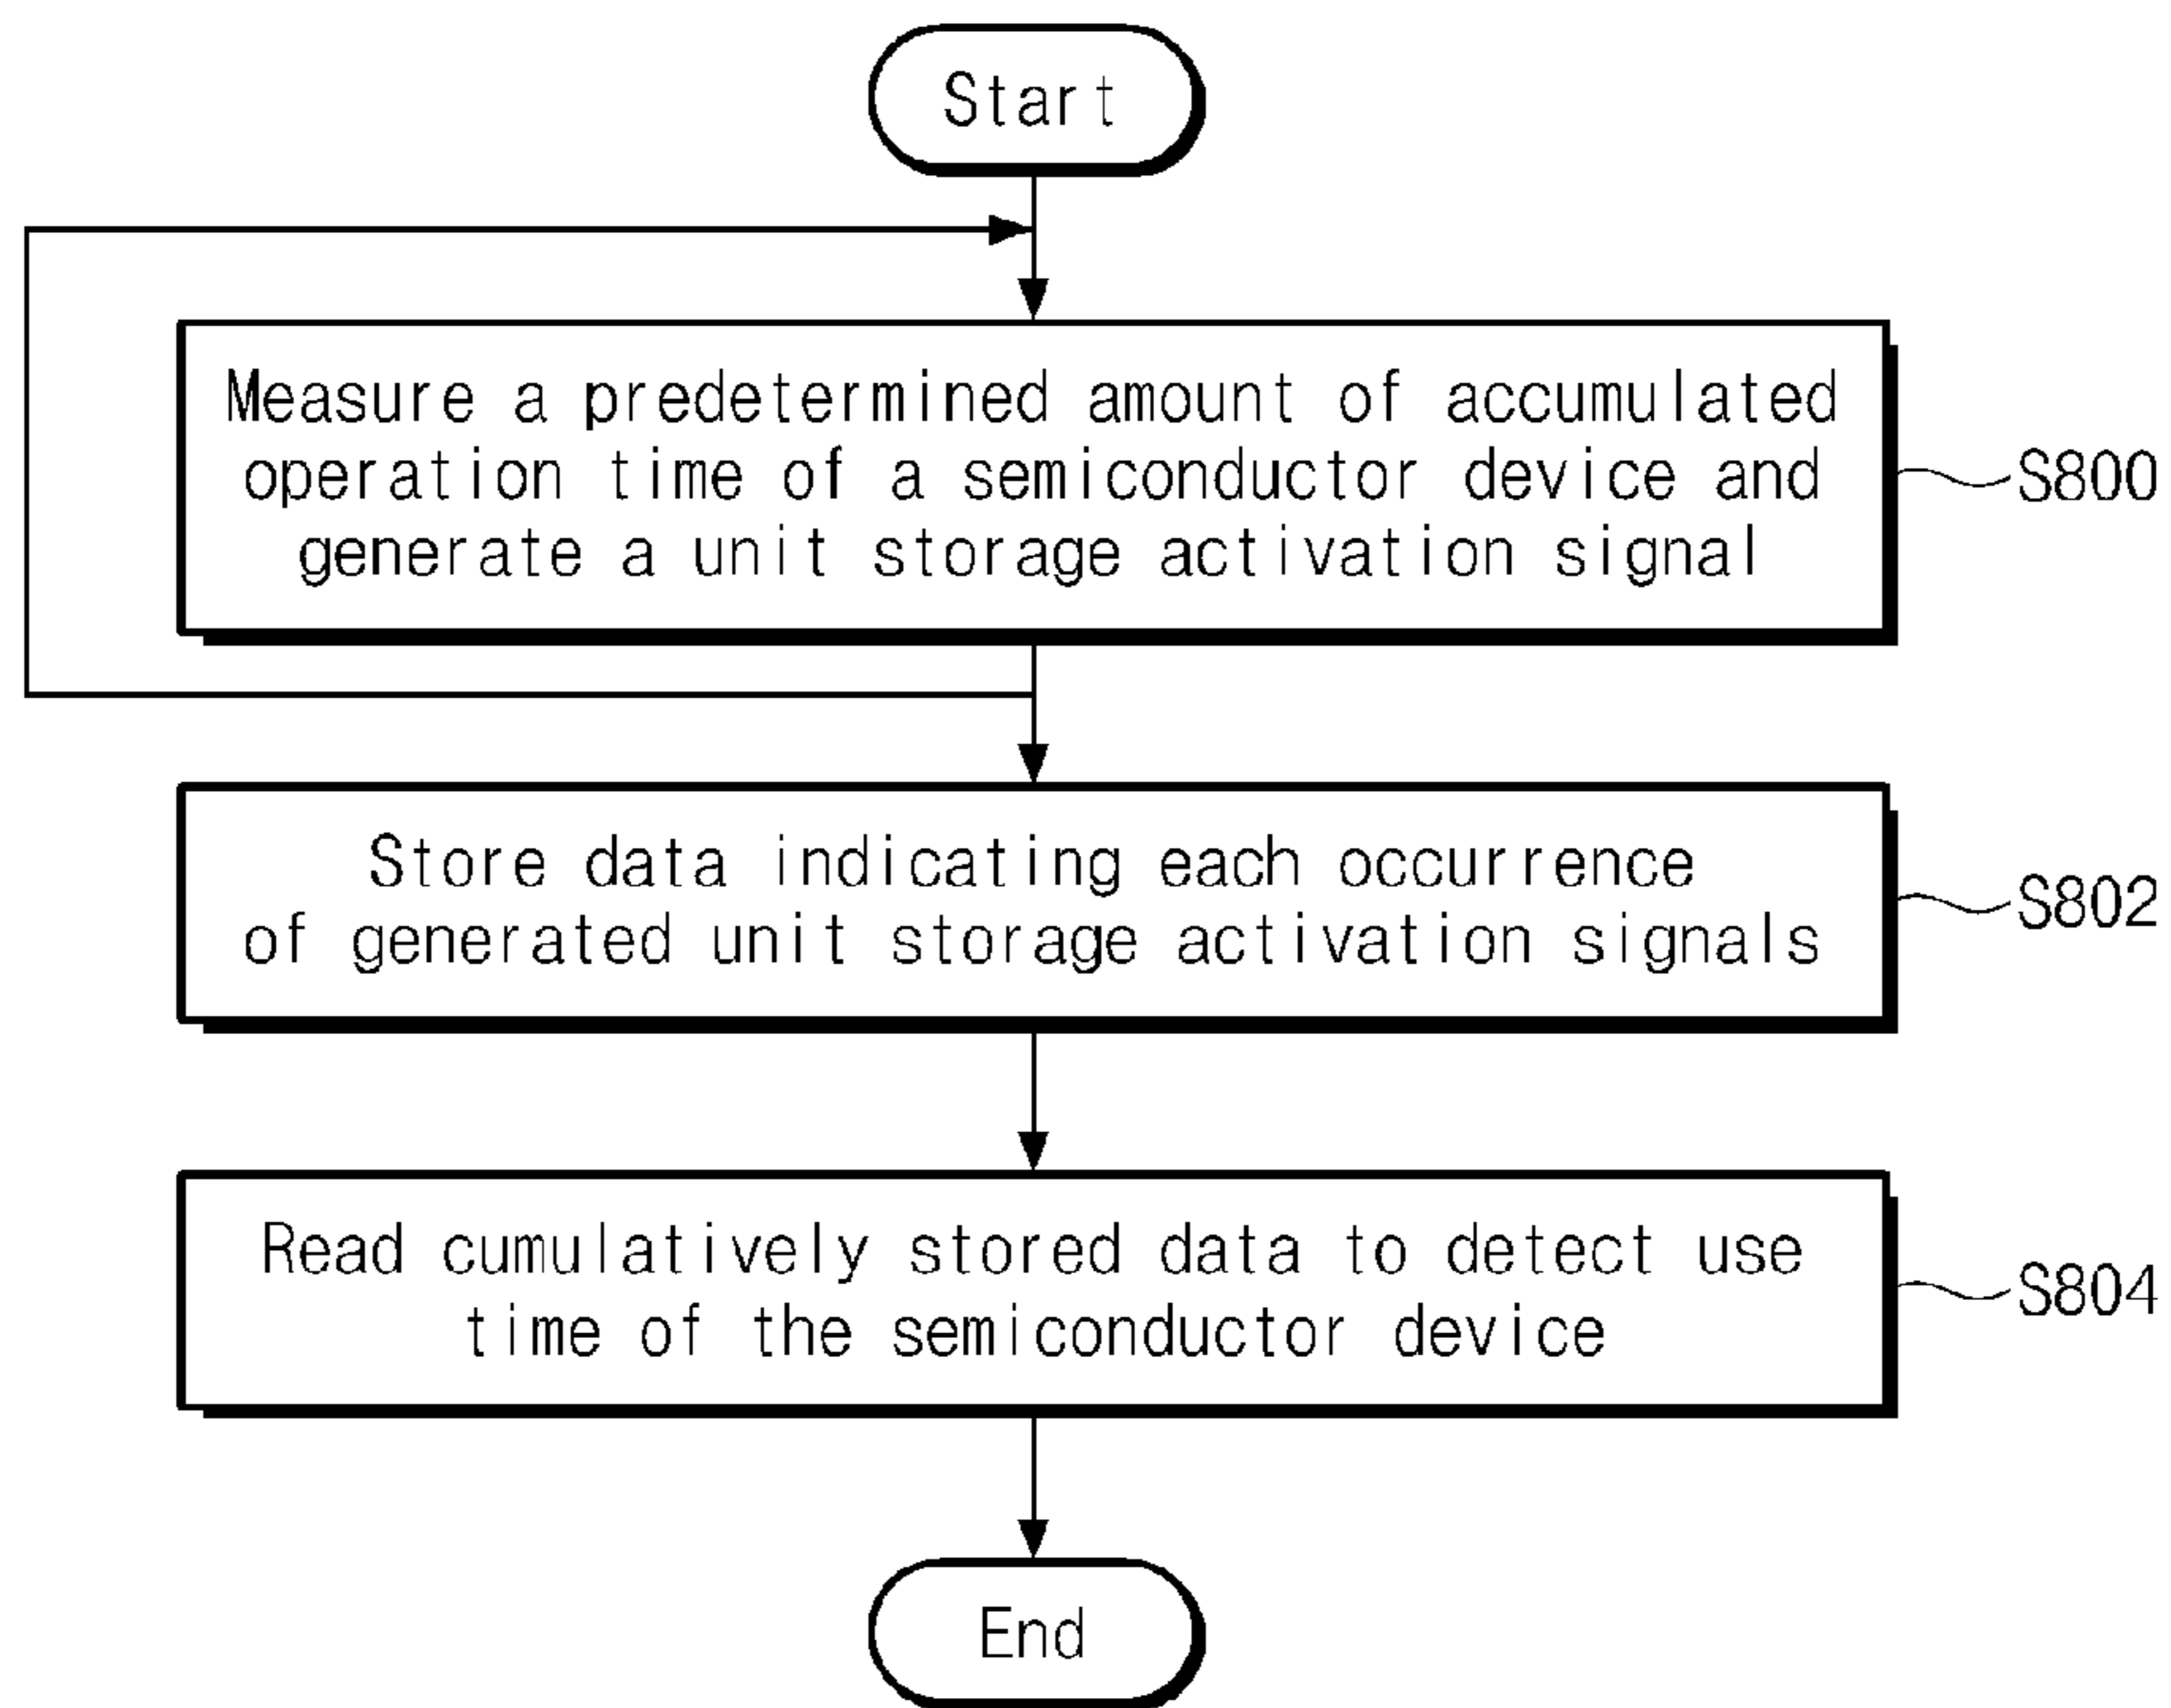 Start
Measure a predetermined amount of accumulated
operation time of a semiconductor device and
generate a unit storage activation signal
S800
Store data indicating each occurrence
of generated unit storage activation signals
S802
Read cumulatively stored data to detect use
time of the semiconductor device
S804
End